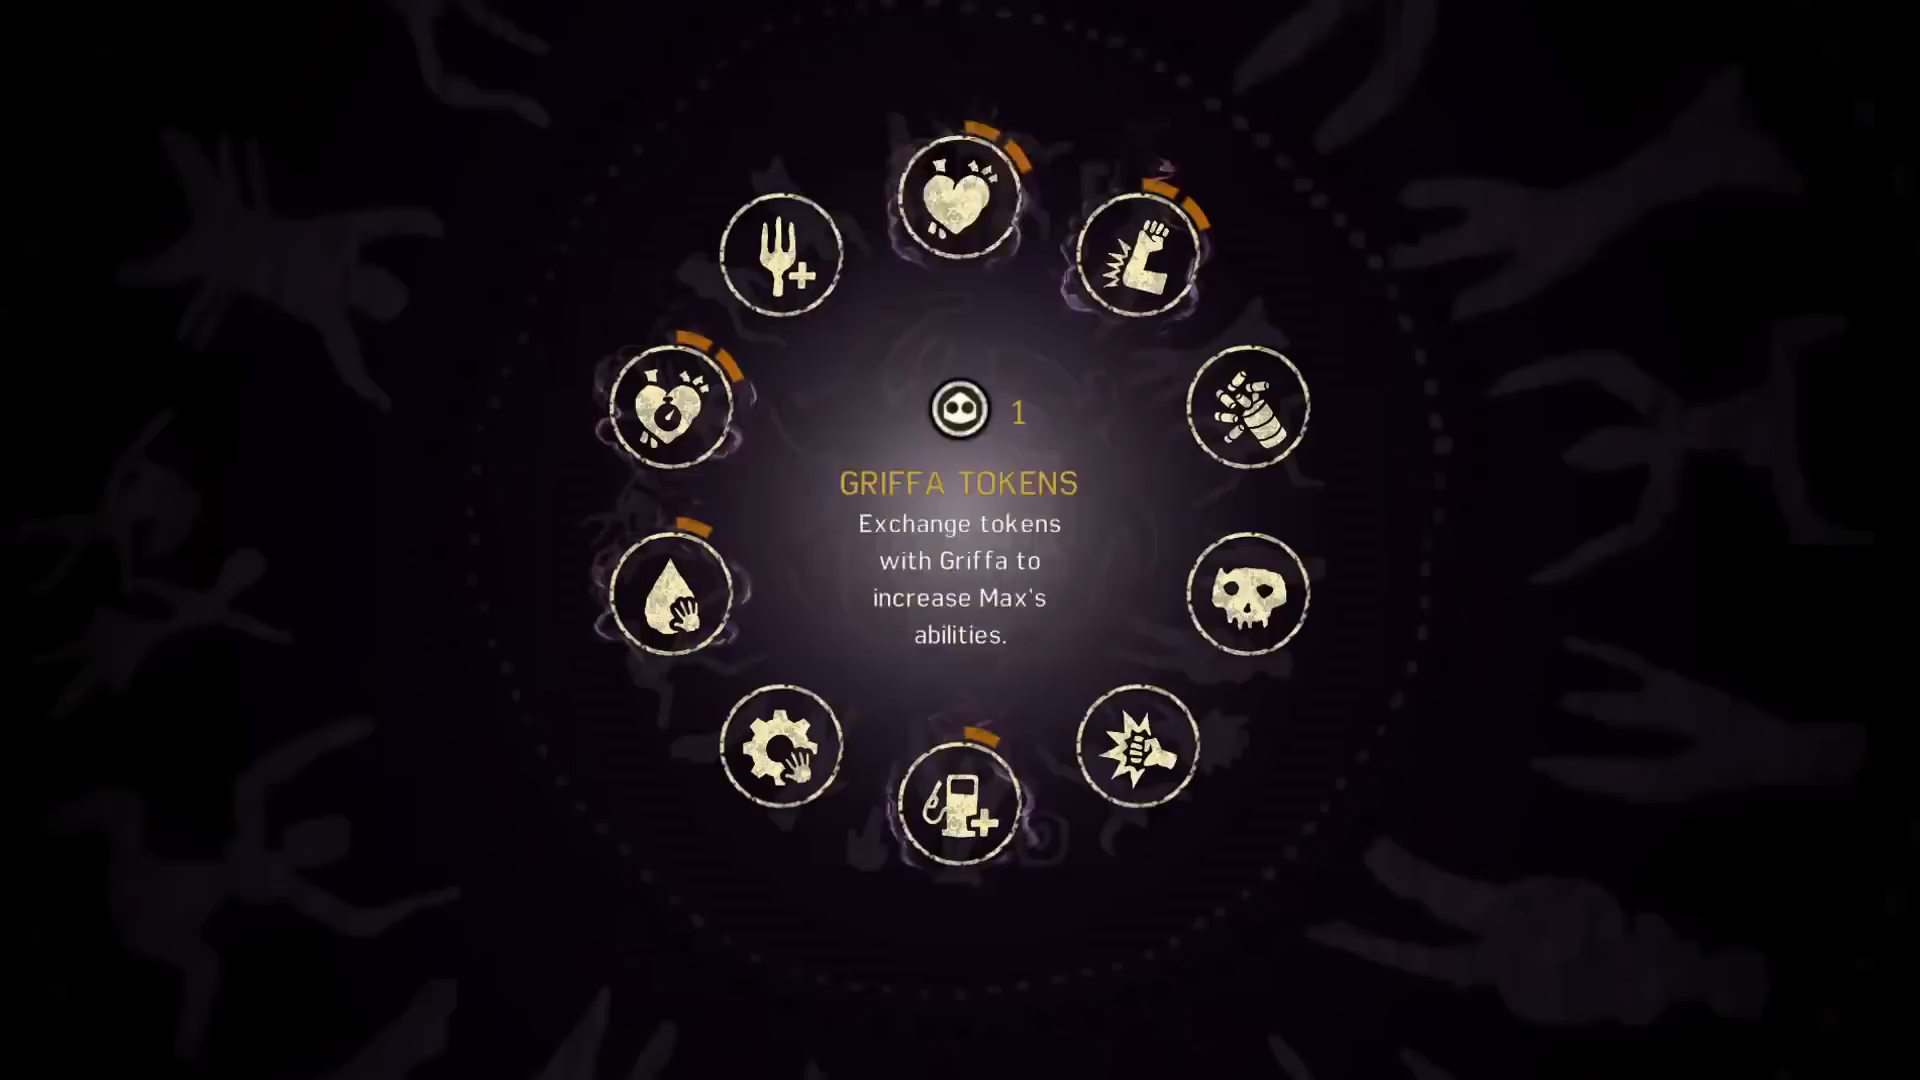 1
GRIFFA TOKENS
Exchange tokens
with Griffa to
increase Max's
abilities.